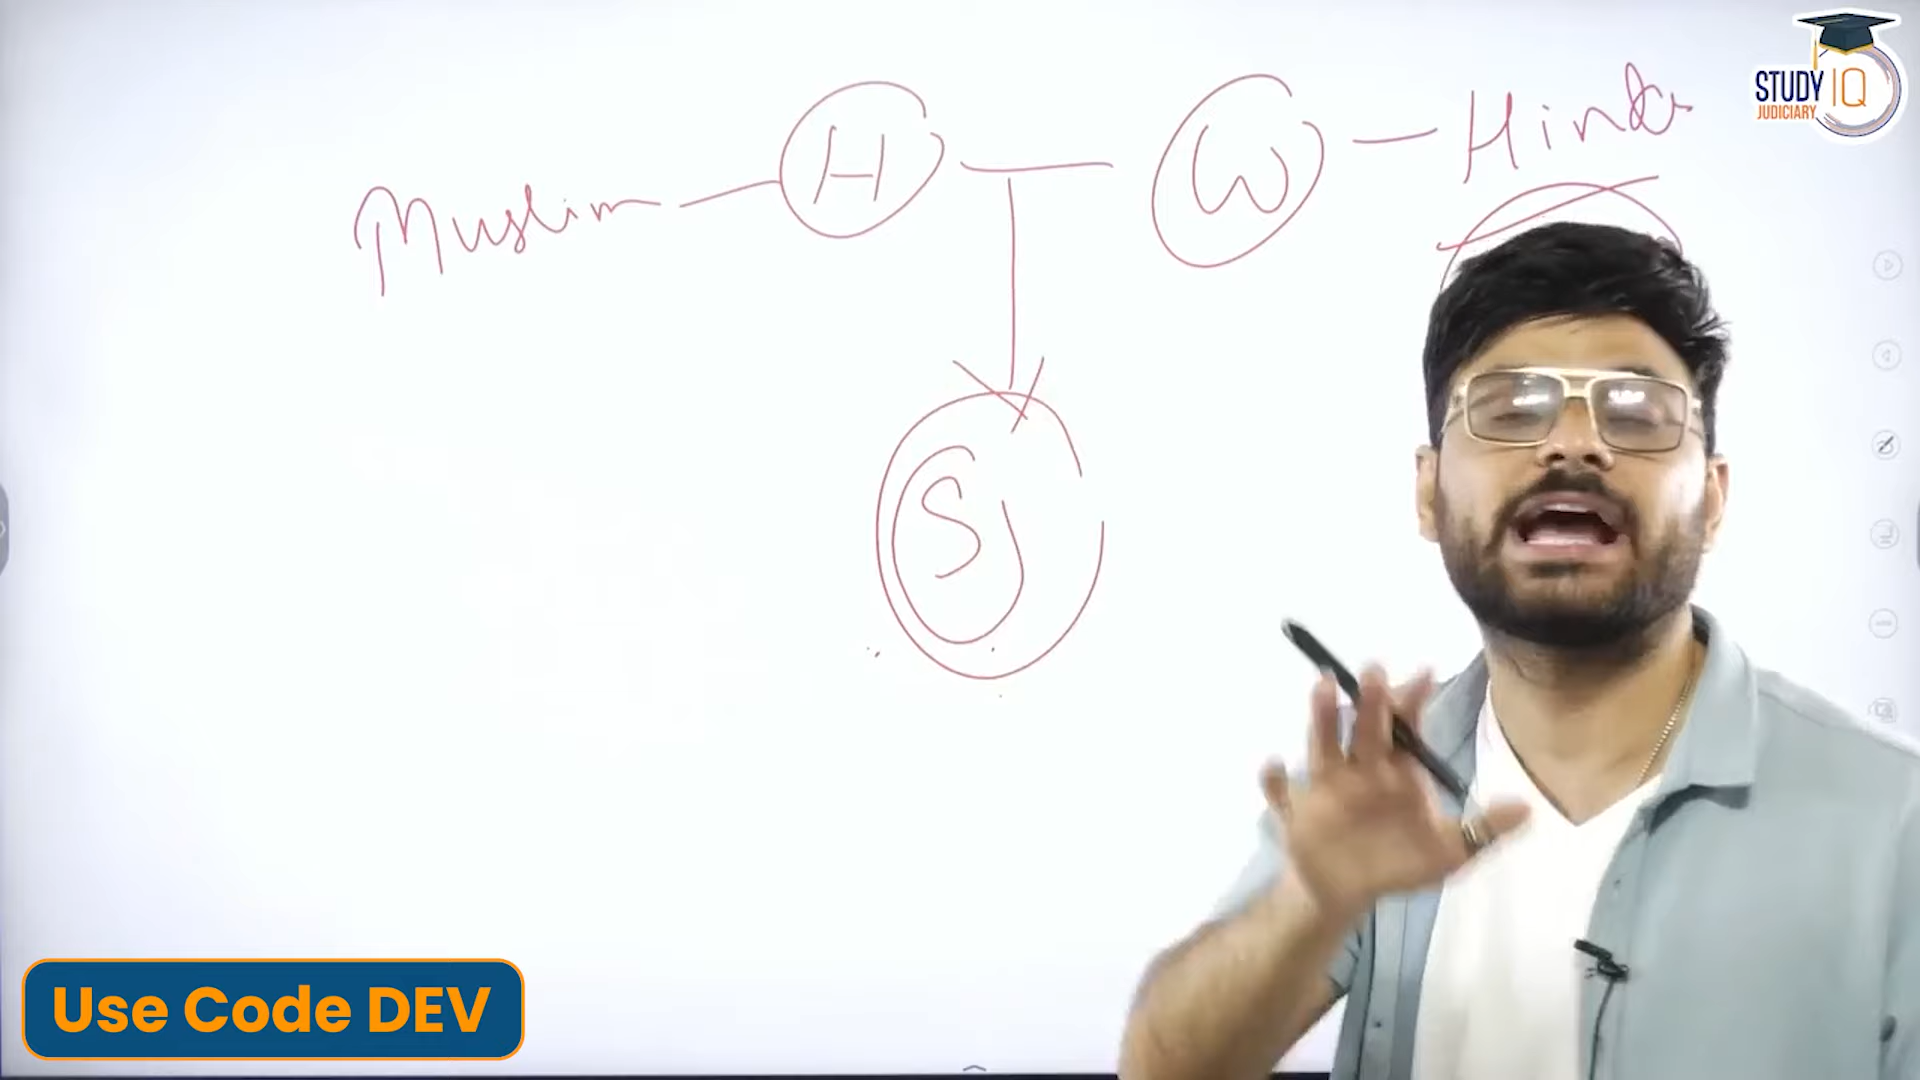 STUDY IQ
JUDICIARY
Muslim — H — W — Hindu
S
Use Code DEV